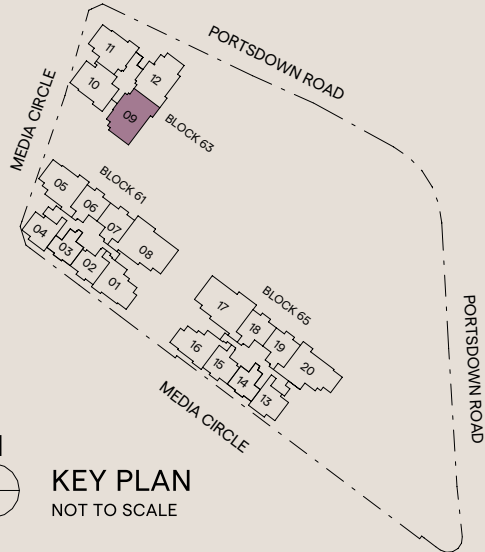 PORTSDOWN ROAD
MEDIA CIRCLE
11
12
10
09
BLOCK 63
BLOCK 61
05
06
07
08
04
03
02
01
BLOCK 65
17
18
19
20
16
15
14
13
PORTSDOWN ROAD
MEDIA CIRCLE
KEY PLAN
NOT TO SCALE